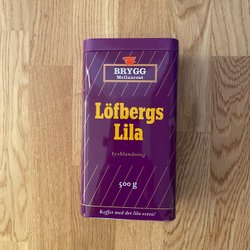 BRYGG
Mellanrost
Löfbergs
Lila
Lyxblandning
500 g
Kaffet med det lila extra!